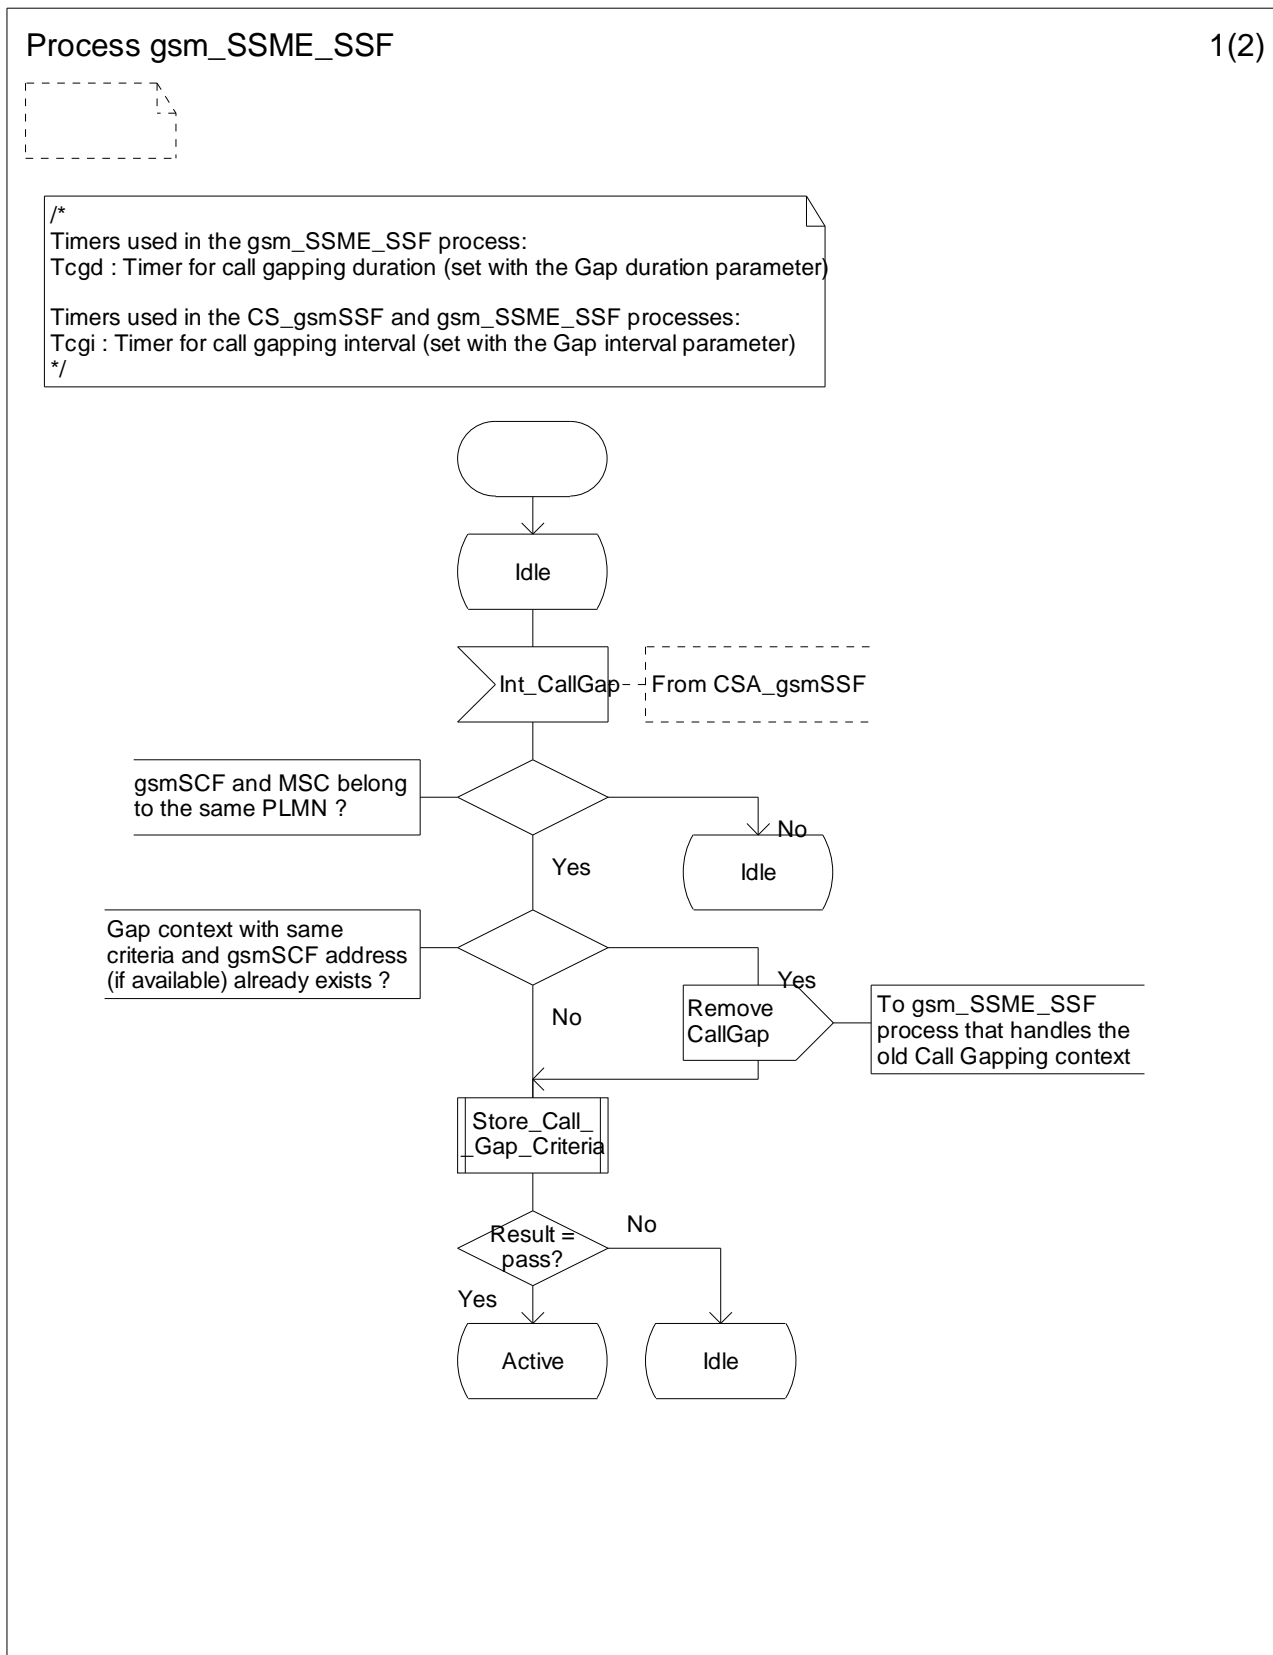 Process gsm_SSME_SSF
1(2)
/*
Timers used in the gsm_SSME_SSF process:
Tcgd : Timer for call gapping duration (set with the Gap duration parameter)
Timers used in the CS_gsmSSF and gsm_SSME_SSF processes:
Tcgi : Timer for call gapping interval (set with the Gap interval parameter)
*/
Idle
Int_CallGap
From CSA_gsmSSF
gsmSCF and MSC belong
to the same PLMN ?
No
Yes
Idle
Gap context with same
criteria and gsmSCF address
(if available) already exists ?
Yes
No
Remove
CallGap
To gsm_SSME_SSF
process that handles the
old Call Gapping context
Store_Call_
_Gap_Criteria
Result =
pass?
No
Yes
Active
Idle